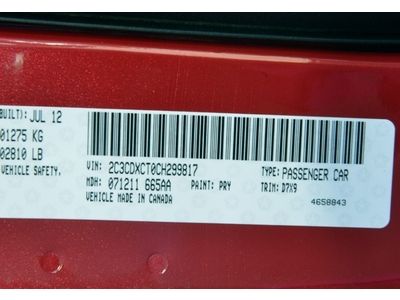 BUILT): JUL 12
01275 KG
02810 LB
VEHICLE SAFETY
VIN: 2C3CDXCT0CH299817
TYPE: PASSENGER CAR
MDH: 071211 665AA
PAINT: PRY
TRIM: D7X9
VEHICLE MADE IN CANADA
4658843